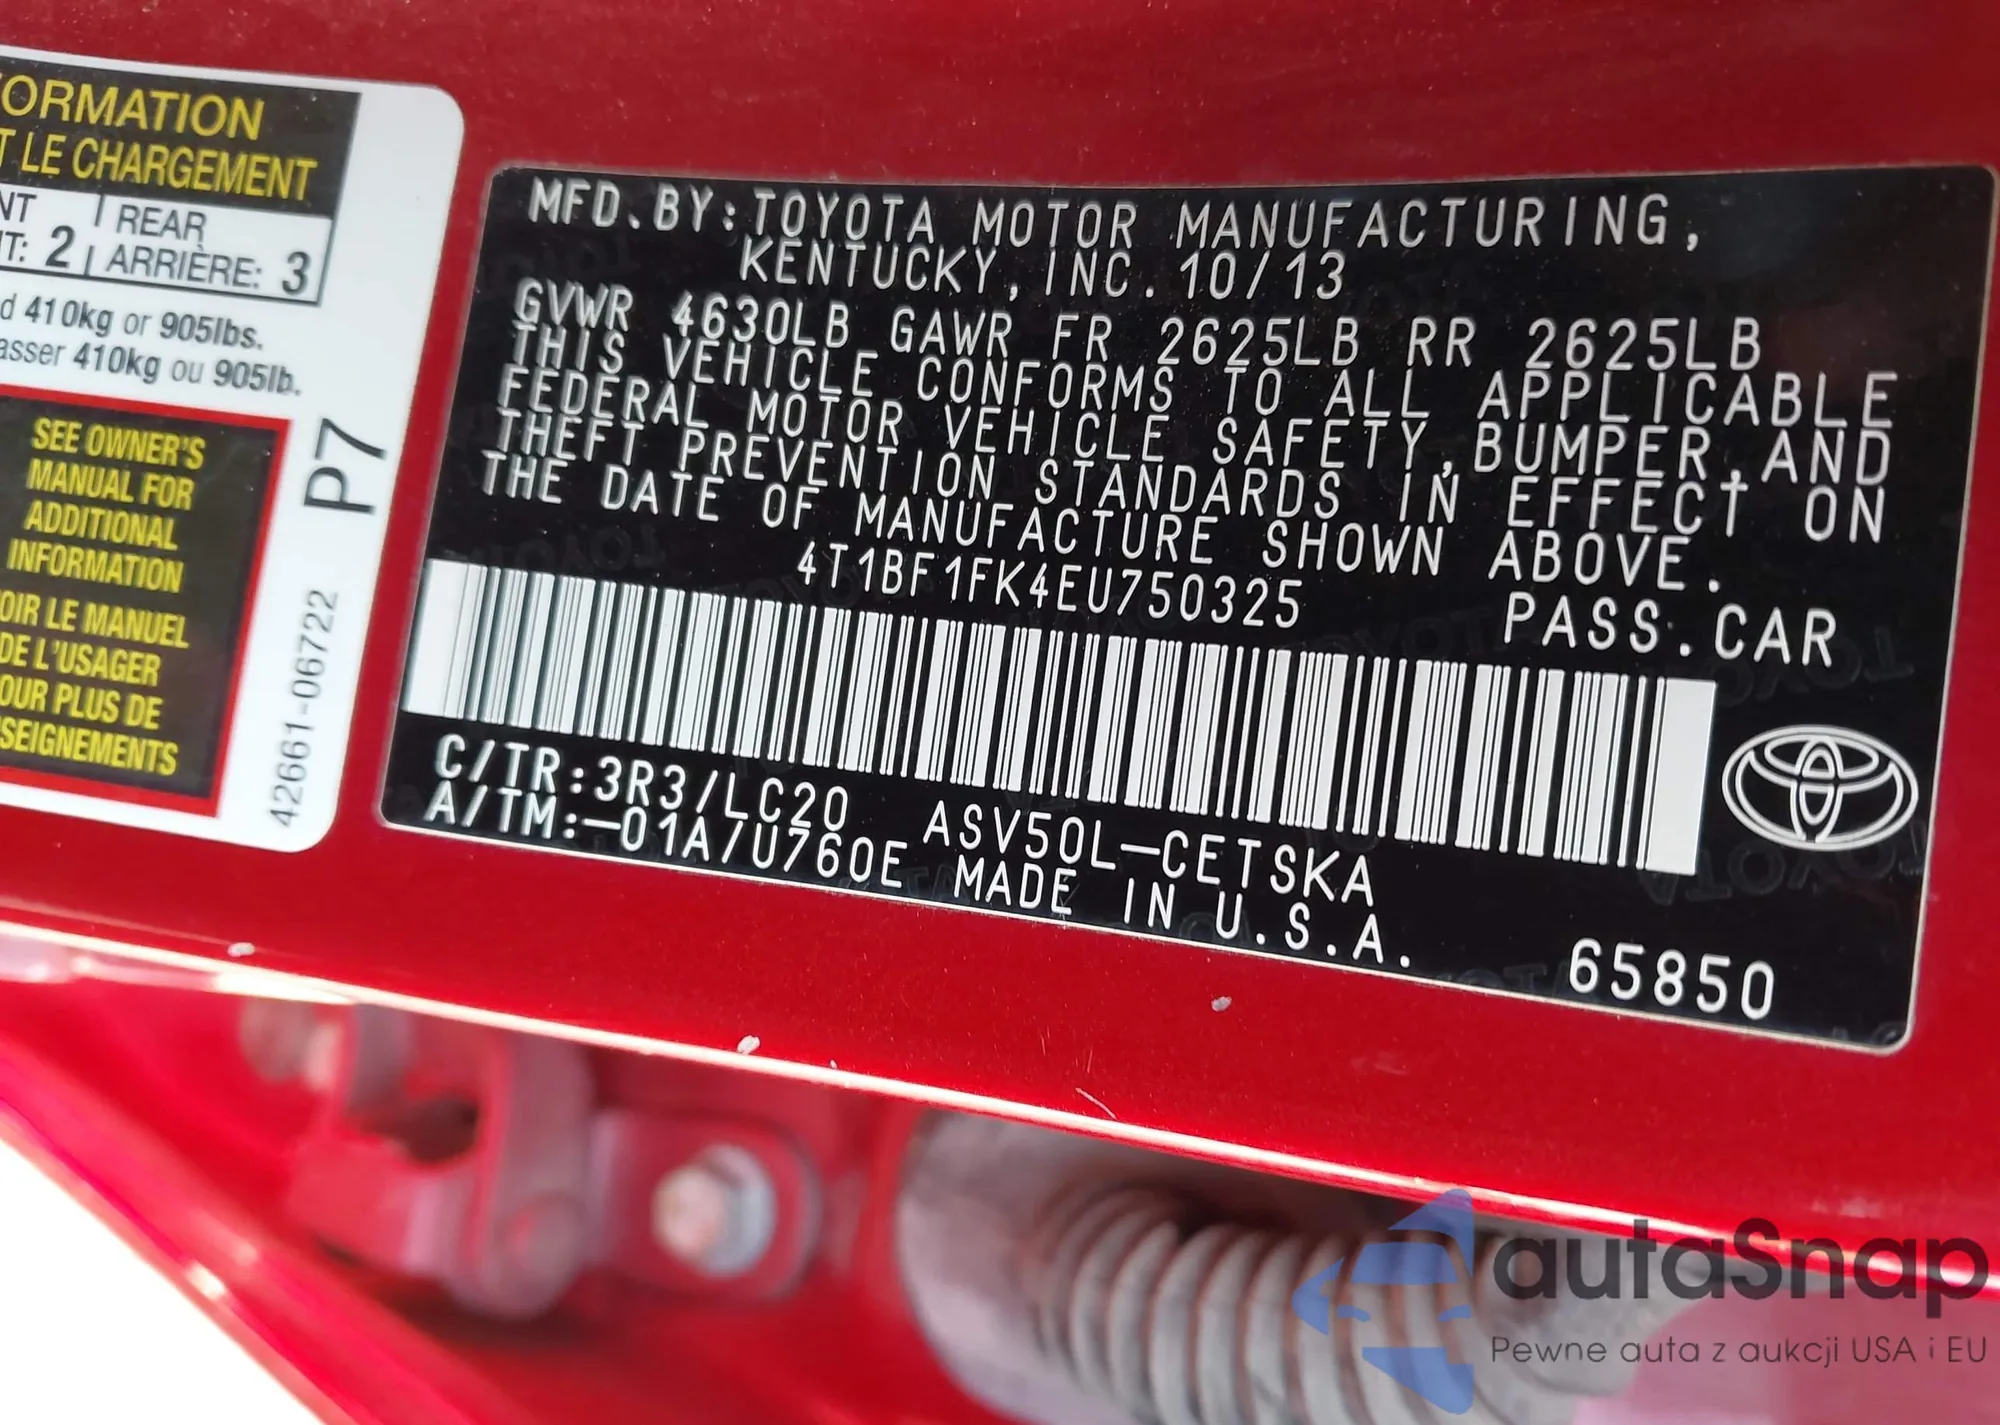 ORMATION
T LE CHARGEMENT
NT REAR
T: 2 ARRIÈRE: 3
d 410kg or 905lbs.
asser 410kg ou 905lb.
SEE OWNER'S
MANUAL FOR
ADDITIONAL
INFORMATION
OIR LE MANUEL
DE L'USAGER
OUR PLUS DE
SEIGNEMENTS
42661-06722 P7
MFD.BY:TOYOTA MOTOR MANUFACTURING,
KENTUCKY, INC. 10/13
GVWR 4630LB GAWR FR 2625LB RR 2625LB
THIS VEHICLE CONFORMS TO ALL APPLICABLE
FEDERAL MOTOR VEHICLE SAFETY,BUMPER,AND
THEFT PREVENTION STANDARDS IN EFFECT ON
THE DATE OF MANUFACTURE SHOWN ABOVE.
4T1BF1FK4EU750325 PASS.CAR
C/TR:3R3/LC20 ASV50L-CETSKA
A/TM:-01A/U760E MADE IN U.S.A. 65850
autaSnap
Pewne auta z aukcji USA i EU